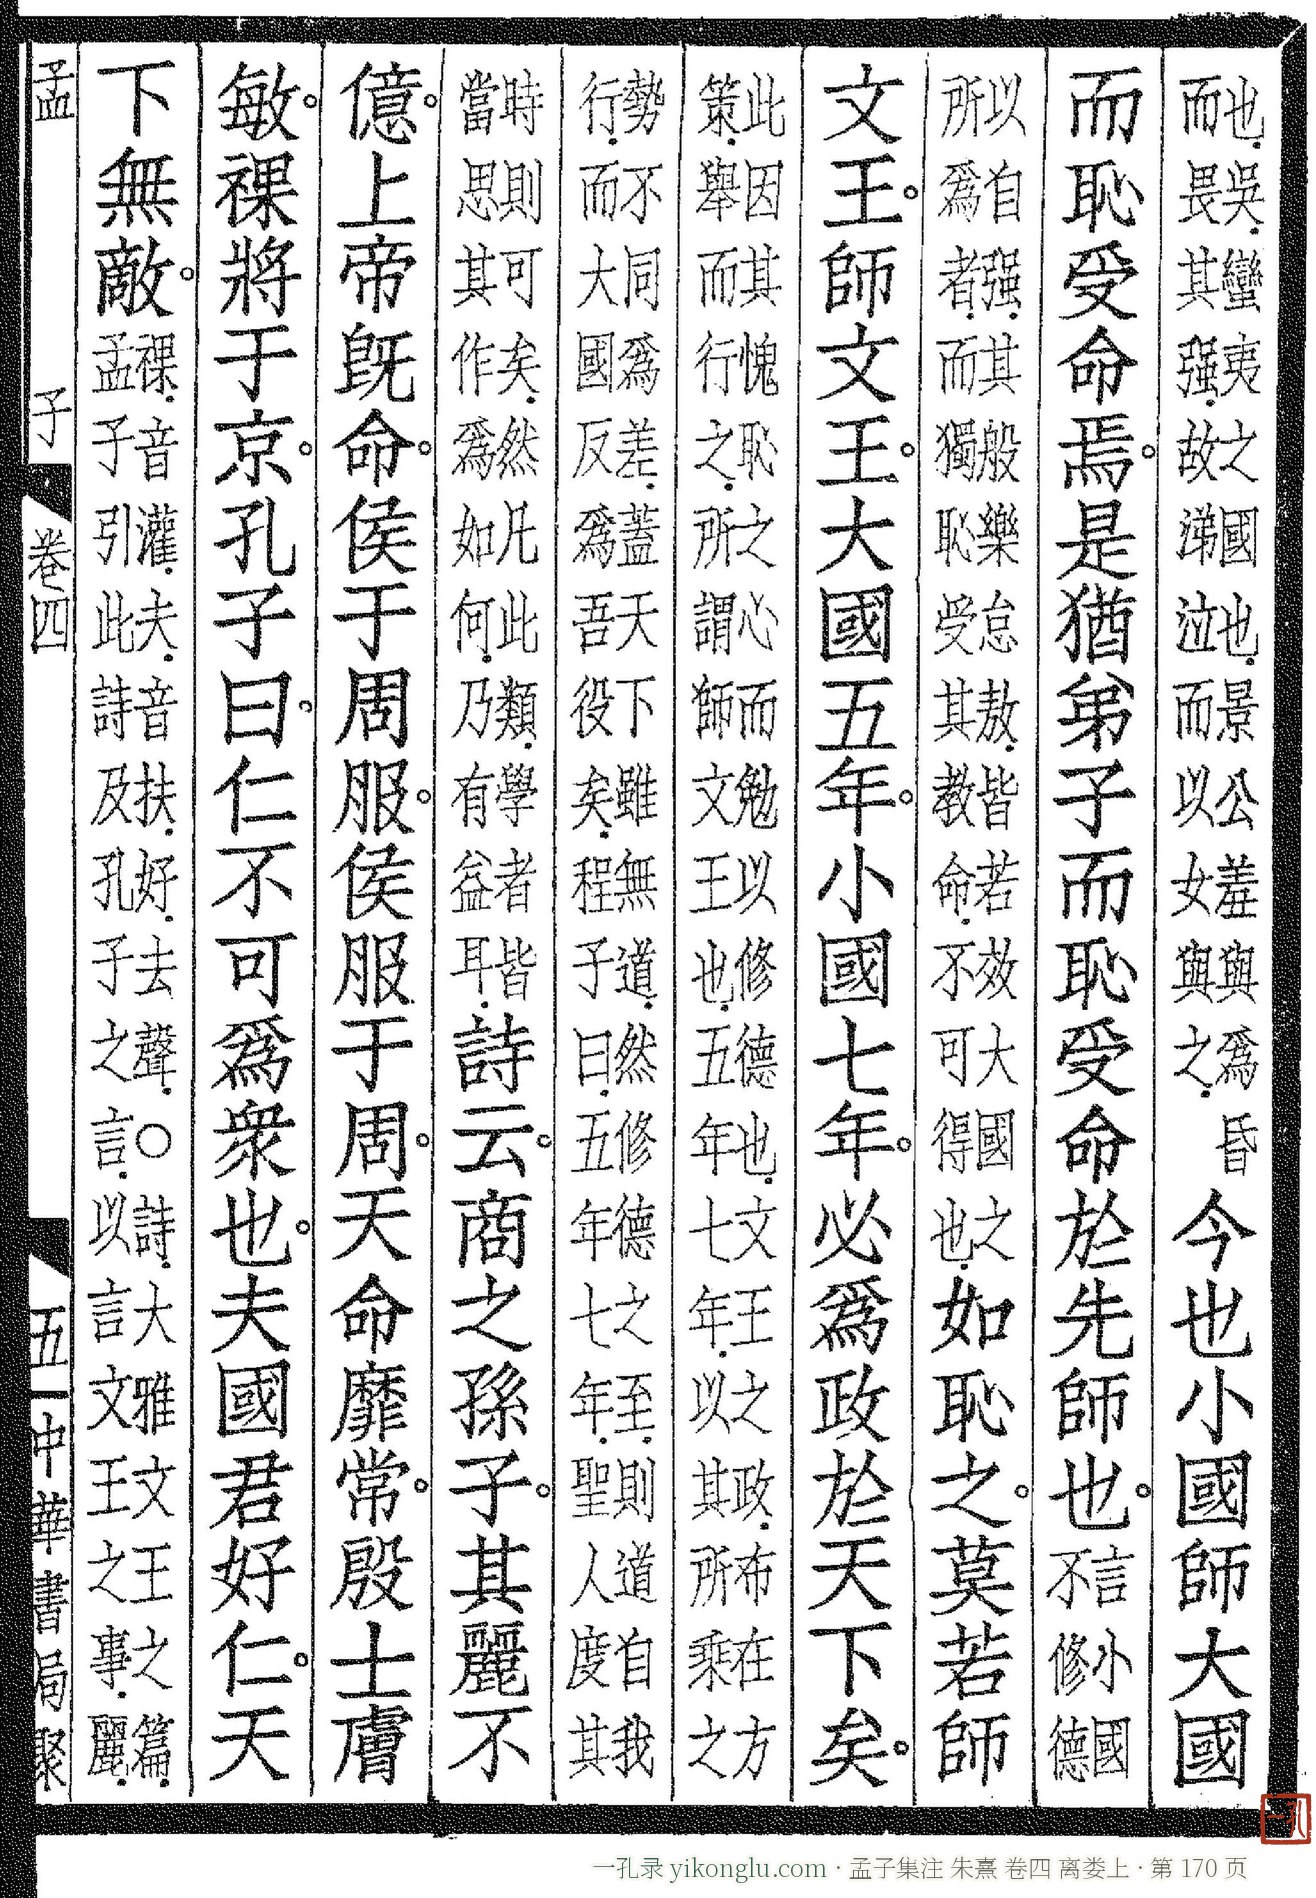 也吳．蠻夷之國也．景公羞與爲昏
而畏其强．故涕泣而以女與之．
今也小國師大國
而恥受命焉。是猶弟子而恥受命於先師也。
言小國
不修德
以自强．其般樂怠敖．皆若效大國之
所爲者．而獨恥受其教命．不可得也．
如恥之。莫若師
文王。師文王。大國五年。小國七年。必爲政於天下矣。
此因其愧恥之心而勉以修德也．文王之政．布在方
策．舉而行之．所謂師文王也．五年七年．以其所乘之
勢不同爲差．蓋天下雖無道．然修德之至．則道自我
行．而大國反爲吾役矣．程子曰．五年七年．聖人度其
時則可矣．然凡此類．學者皆
當思其作爲如何．乃有益耳．
詩云。商之孫子。其麗不
億。上帝既命。侯于周服。侯服于周。天命靡常。殷士膚
敏。祼將于京。孔子曰。仁不可爲衆也。夫國君好仁。天
下無敵。
祼．音灌．夫．音扶．好．去聲．○詩．大雅文王之篇．
孟子引此詩及孔子之言．以言文王之事．麗．
孟子
卷四
五一中華書局聚
一孔
一孔录 yikonglu.com · 孟子集注 朱熹 卷四 离娄上 · 第 170 页